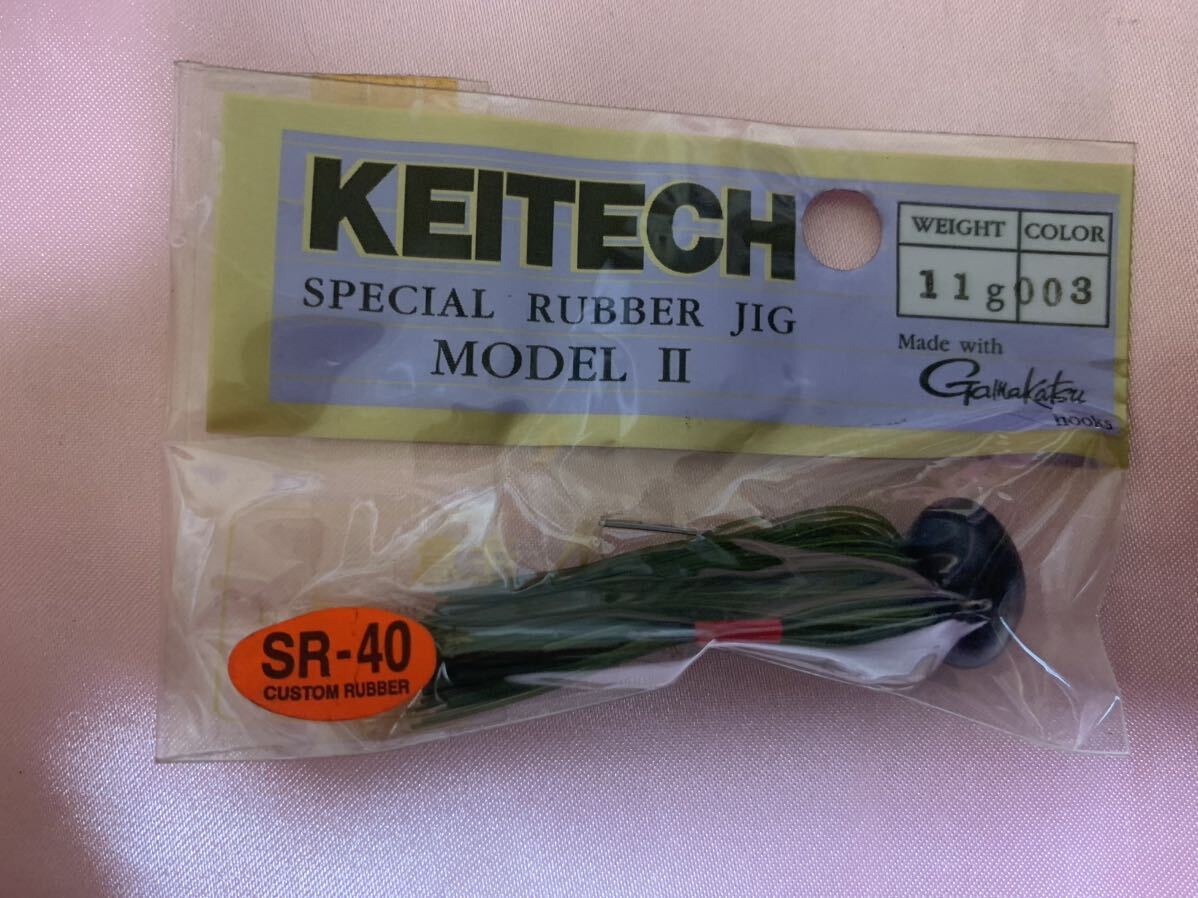 KEITECH
SPECIAL RUBBER JIG
MODEL II
WEIGHT COLOR
11g 003
Made with
Gamakatsu
hooks
SR-40
CUSTOM RUBBER